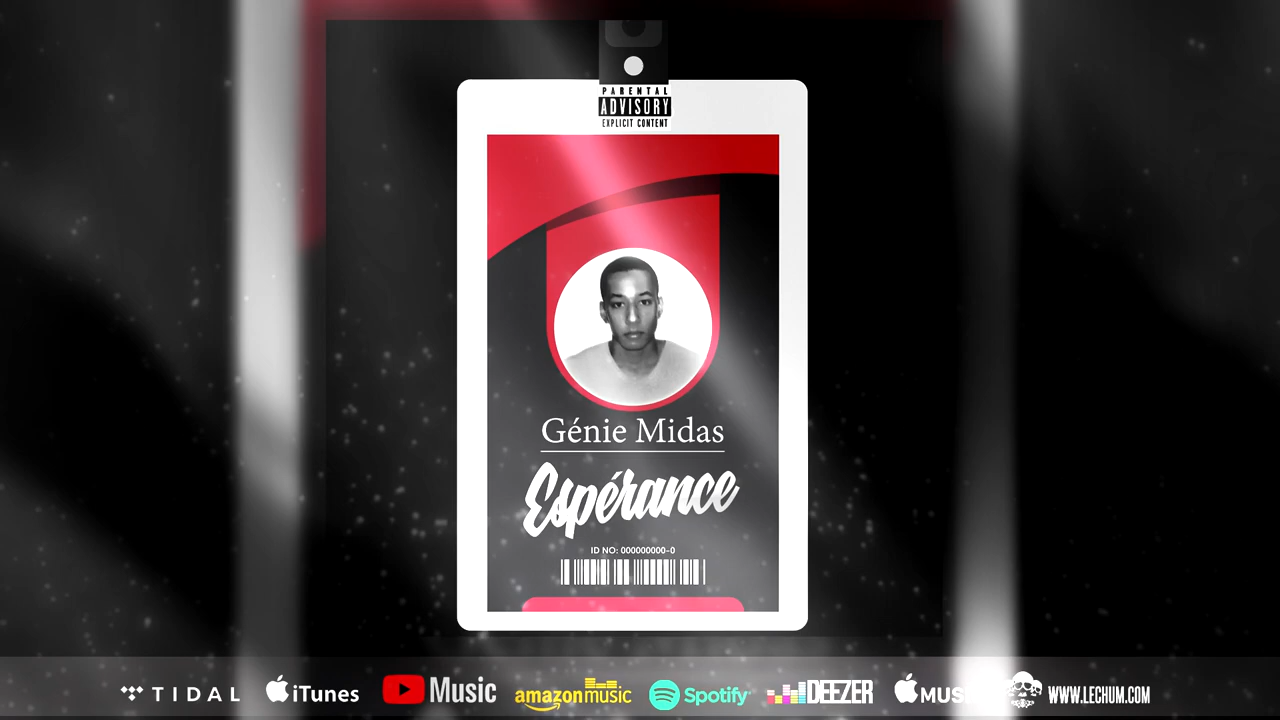 PARENTAL
ADVISORY
EXPLICIT CONTENT
Génie Midas
Espérance
ID NO: 000000000-0
TIDAL iTunes Music amazonmusic Spotify DEEZER WWW.LECHUM.COM